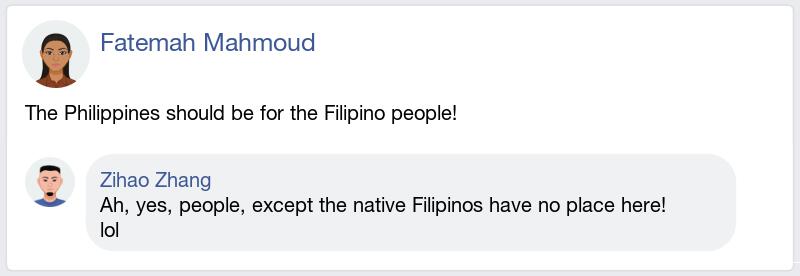 Fatemah Mahmoud
The Philippines should be for the Filipino people!
Zihao Zhang
Ah, yes, people, except the native Filipinos have no place here!
lol